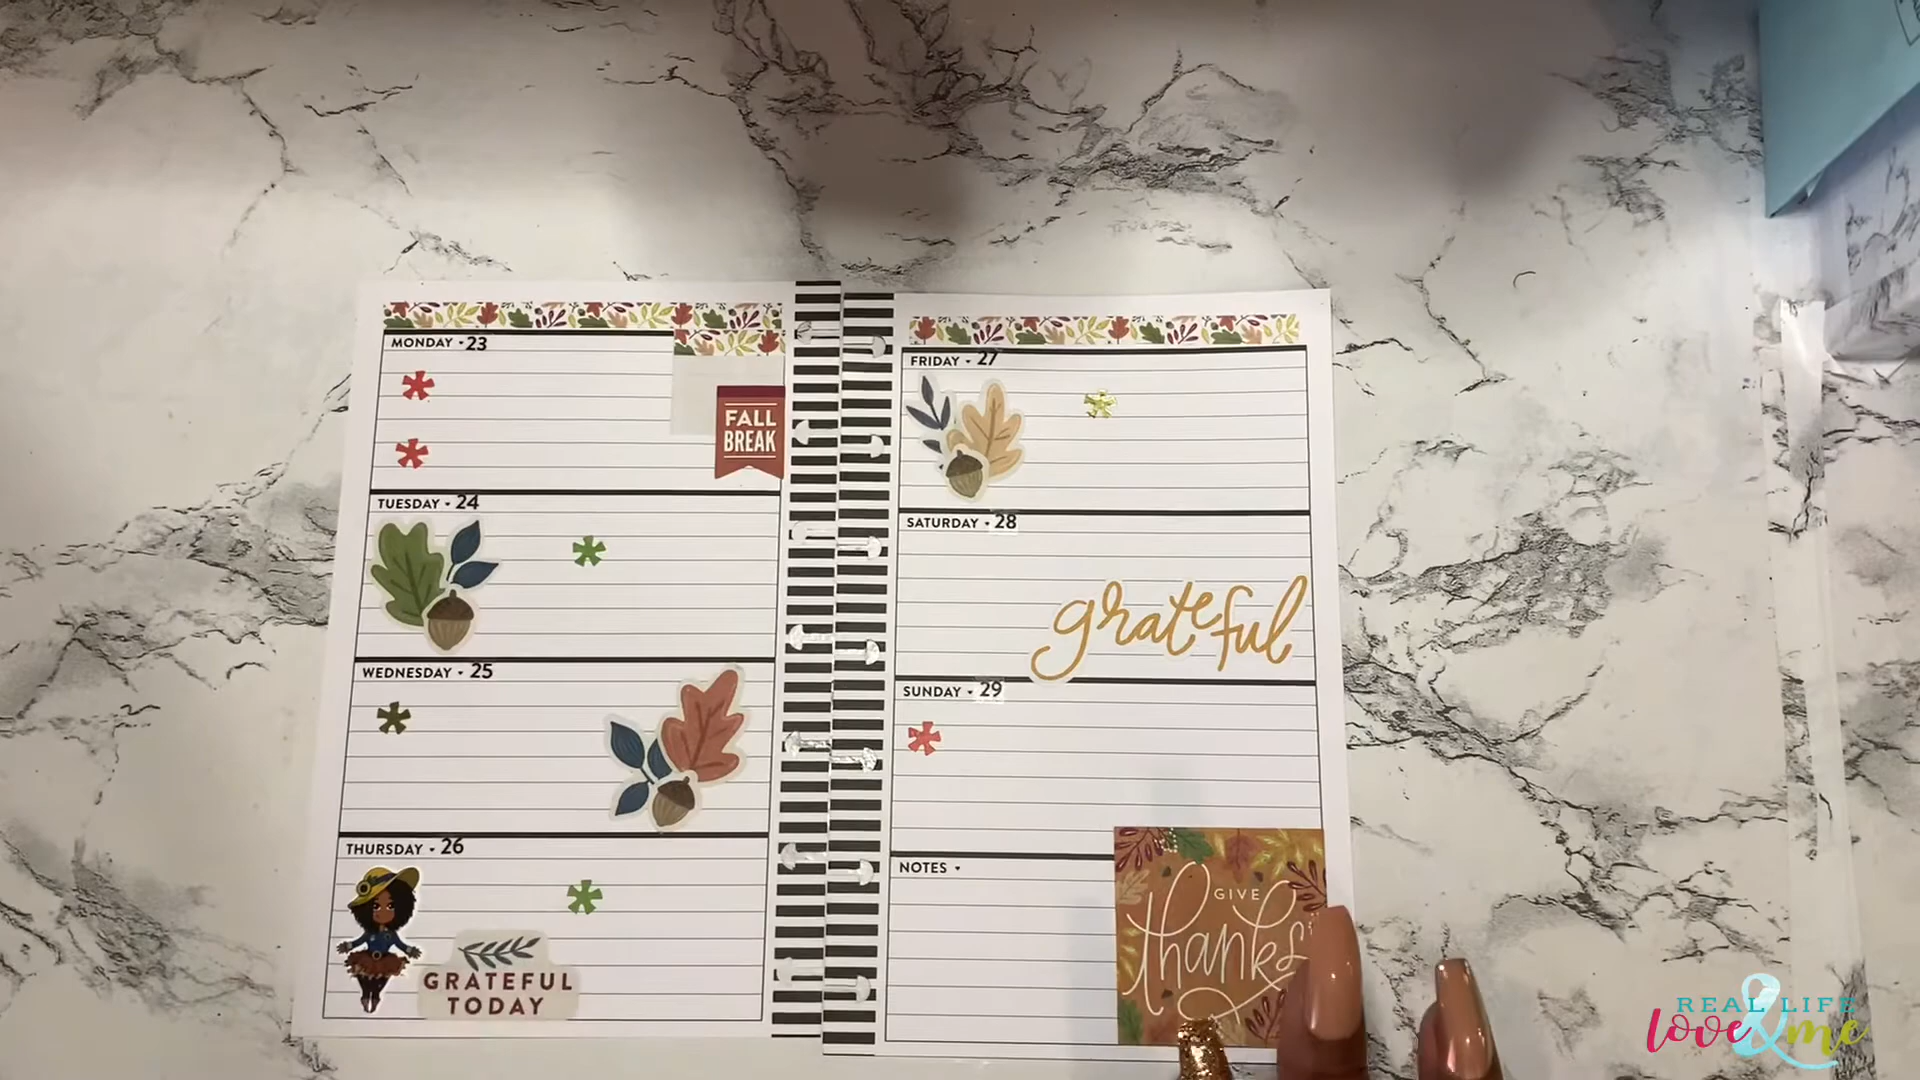 MONDAY • 23
FALL
BREAK
TUESDAY • 24
WEDNESDAY • 25
THURSDAY • 26
GRATEFUL
TODAY
FRIDAY • 27
SATURDAY • 28
grateful
SUNDAY • 29
NOTES •
GIVE
thanks
REAL LIFE
love & me